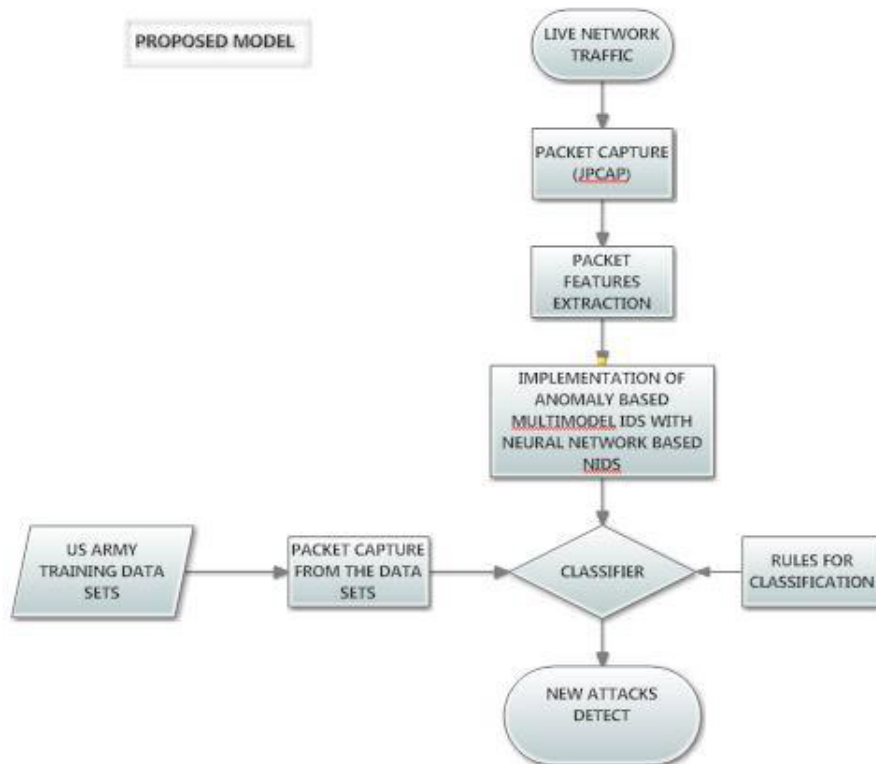 PROPOSED MODEL
LIVE NETWORK
TRAFFIC
PACKET CAPTURE
(JPCAP)
PACKET
FEATURES
EXTRACTION
IMPLEMENTATION OF
ANOMALY BASED
MULTIMODEL IDS WITH
NEURAL NETWORK BASED
NIDS
US ARMY
TRAINING DATA
SETS
PACKET CAPTURE
FROM THE DATA
SETS
CLASSIFIER
RULES FOR
CLASSIFICATION
NEW ATTACKS
DETECT